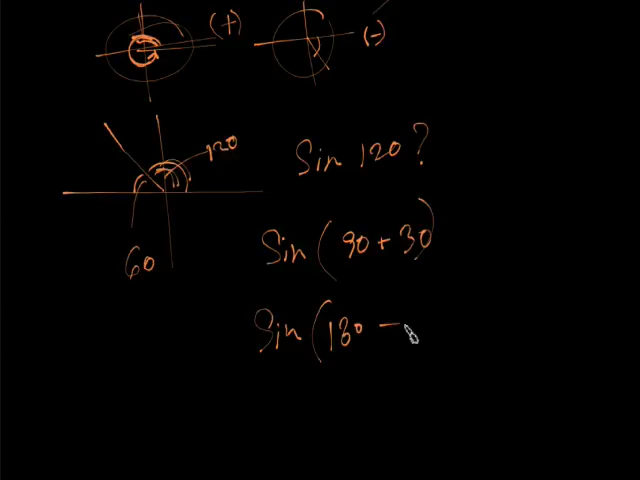 (+) (-)
120 Sin 120?
Sin (90 + 30)
60
Sin (180 -